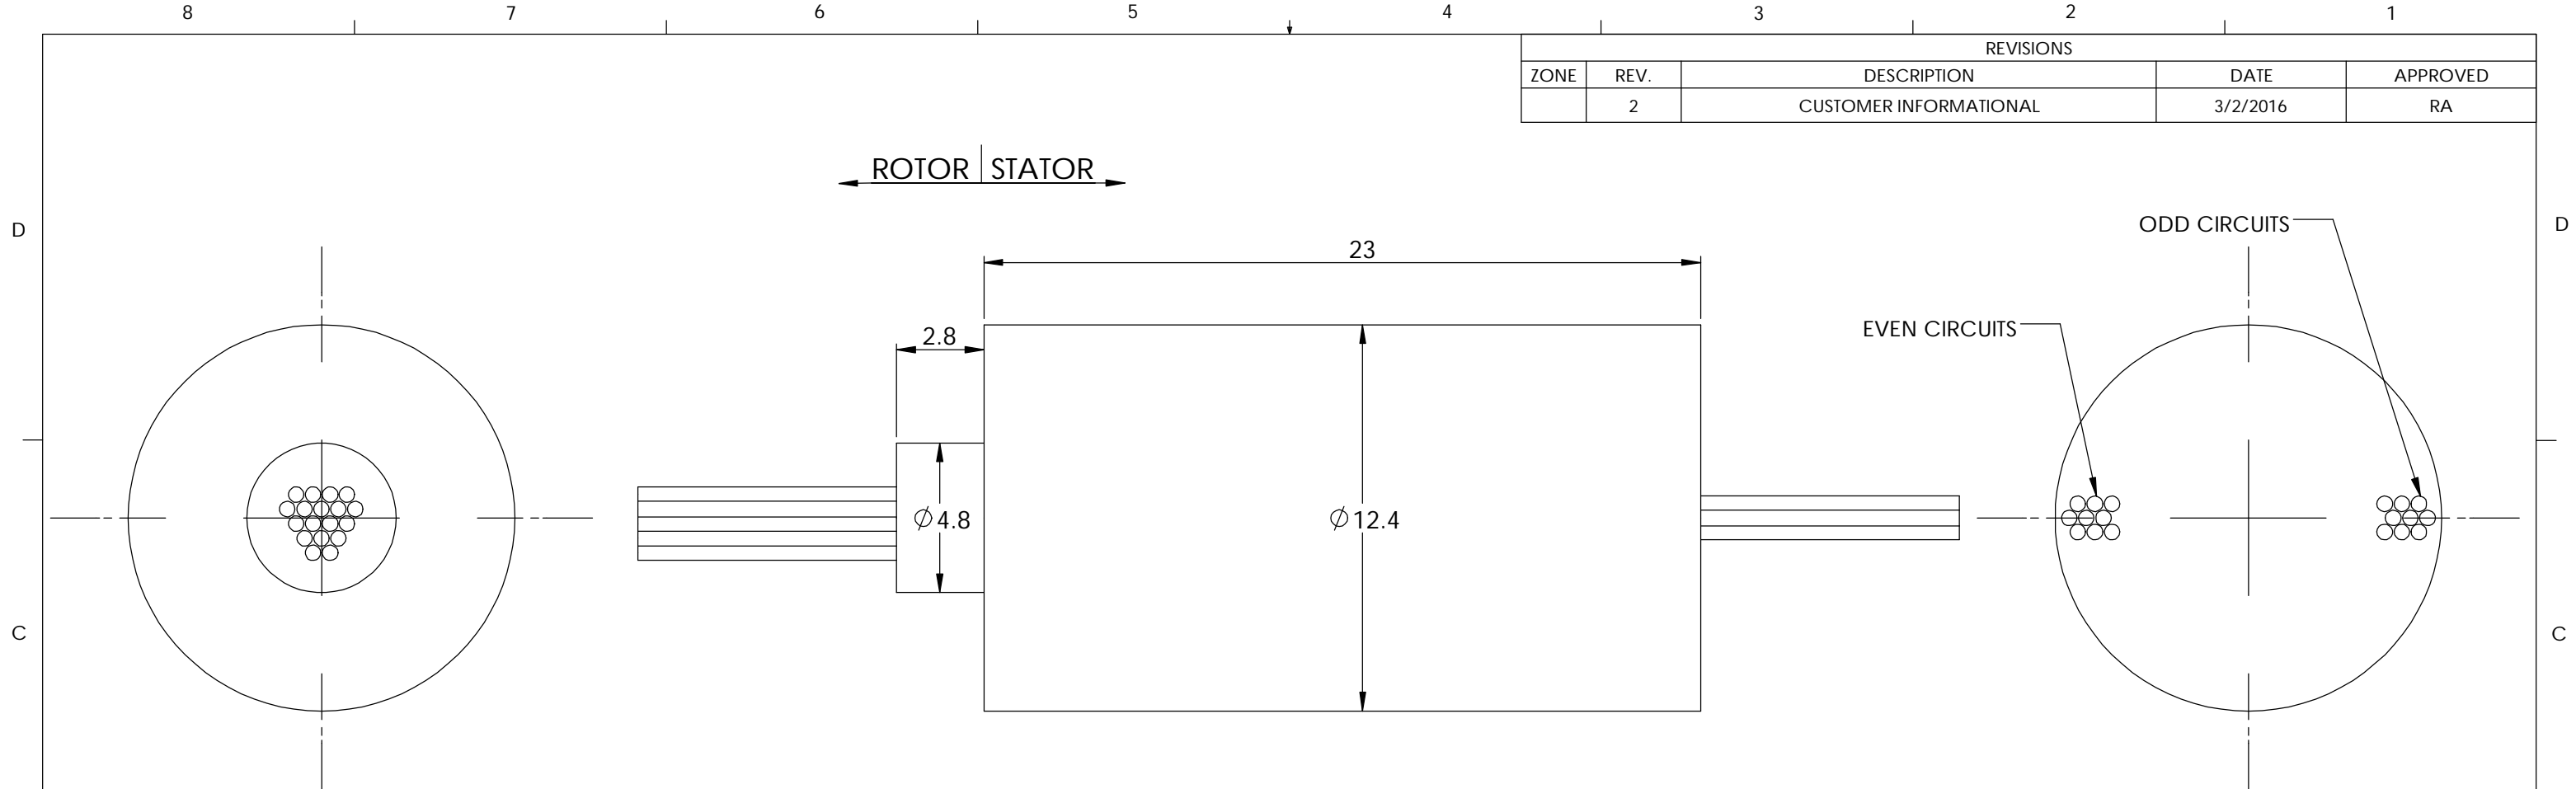 8 7 6 5 4 3 2 1
REVISIONS
ZONE REV. DESCRIPTION DATE APPROVED
2 CUSTOMER INFORMATIONAL 3/2/2016 RA
ROTOR STATOR
D ODD CIRCUITS D
23
EVEN CIRCUITS
2.8
∅4.8 ∅12.4
C C